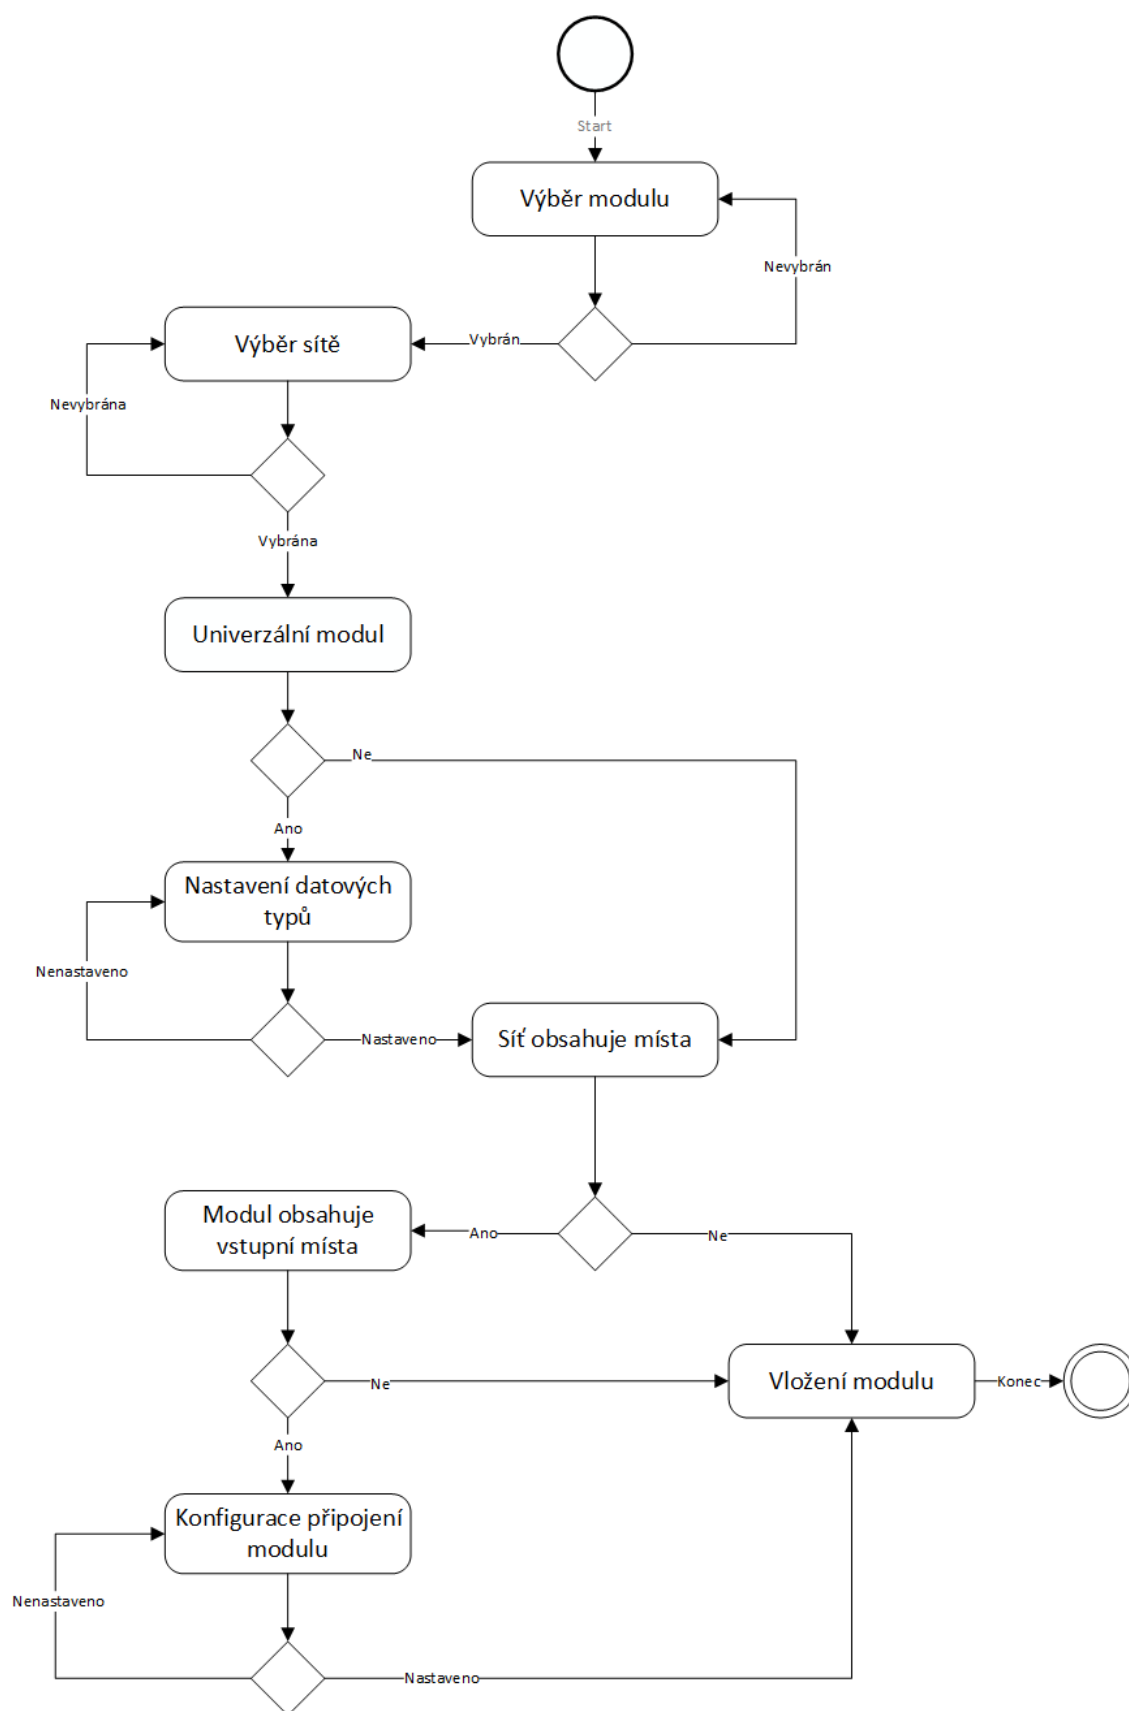 Start
Výběr modulu
Nevybrán
Vybrán
Výběr sítě
Nevybrána
Vybrána
Univerzální modul
Ne
Ano
Nastavení datových
typů
Nenastaveno
Nastaveno
Síť obsahuje místa
Modul obsahuje
vstupní místa
Ano
Ne
Ne
Vložení modulu
Konec
Ano
Konfigurace připojení
modulu
Nenastaveno
Nastaveno